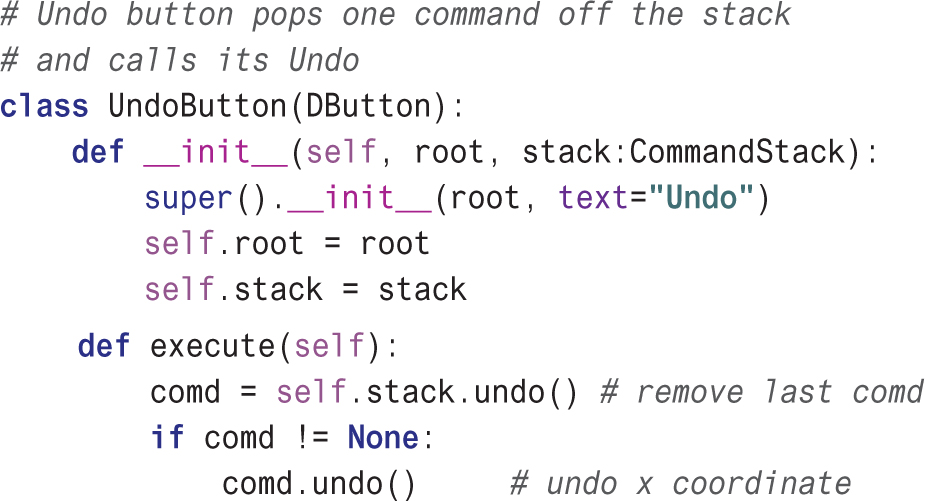 # Undo button pops one command off the stack
# and calls its Undo
class UndoButton(DButton):
    def __init__(self, root, stack:CommandStack):
        super().__init__(root, text="Undo")
        self.root = root
        self.stack = stack
    def execute(self):
        comd = self.stack.undo() # remove last comd
        if comd != None:
            comd.undo()     # undo x coordinate